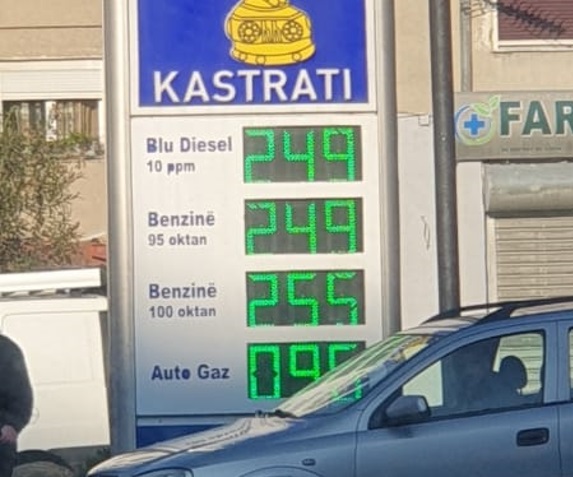 KASTRATI
Blu Diesel
10 ppm
249
Benzinë
95 oktan
249
Benzinë
100 oktan
255
Auto Gaz
FAR